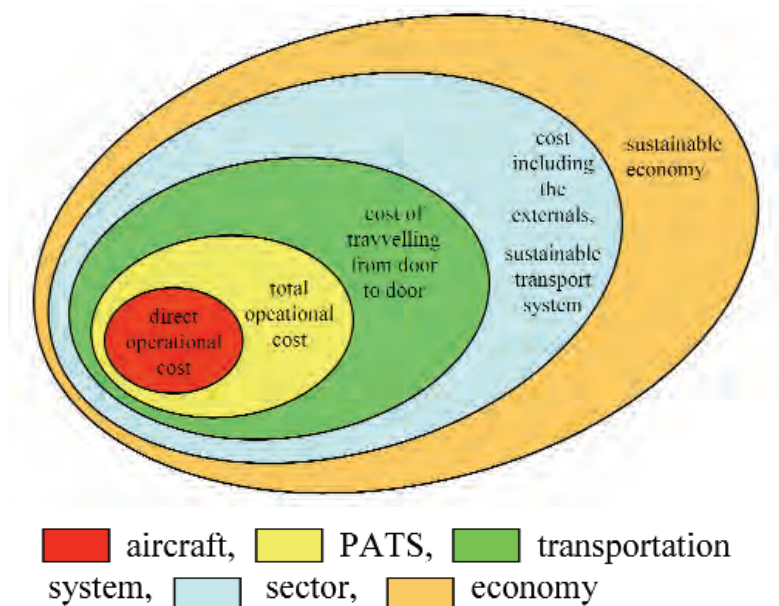 direct
operational
cost
total
opcational
cost
cost of
travvelling
from door
to door
cost
including
the
externals,
sustainable
transport
system
sustainable
economy
aircraft, PATS, transportation
system, sector, economy